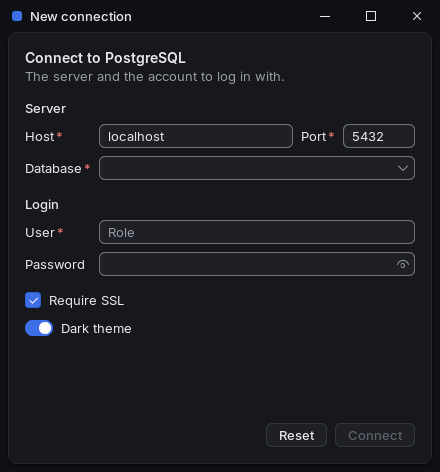 New connection
Connect to PostgreSQL
The server and the account to log in with.
Server
Host* localhost Port* 5432
Database*
Login
User* Role
Password
Require SSL
Dark theme
Reset Connect